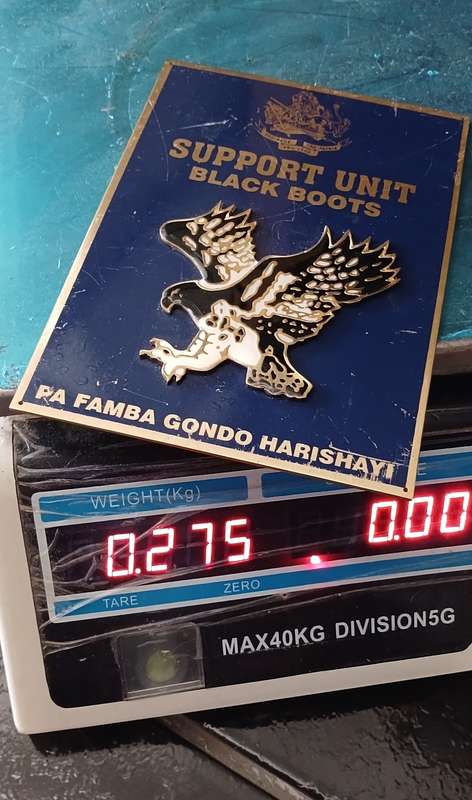 SUPPORT UNIT
BLACK BOOTS
PA FAMBA GONDO HARISHAYI
WEIGHT(Kg)
0.275
0.00
TARE
ZERO
MAX40KG DIVISION5G